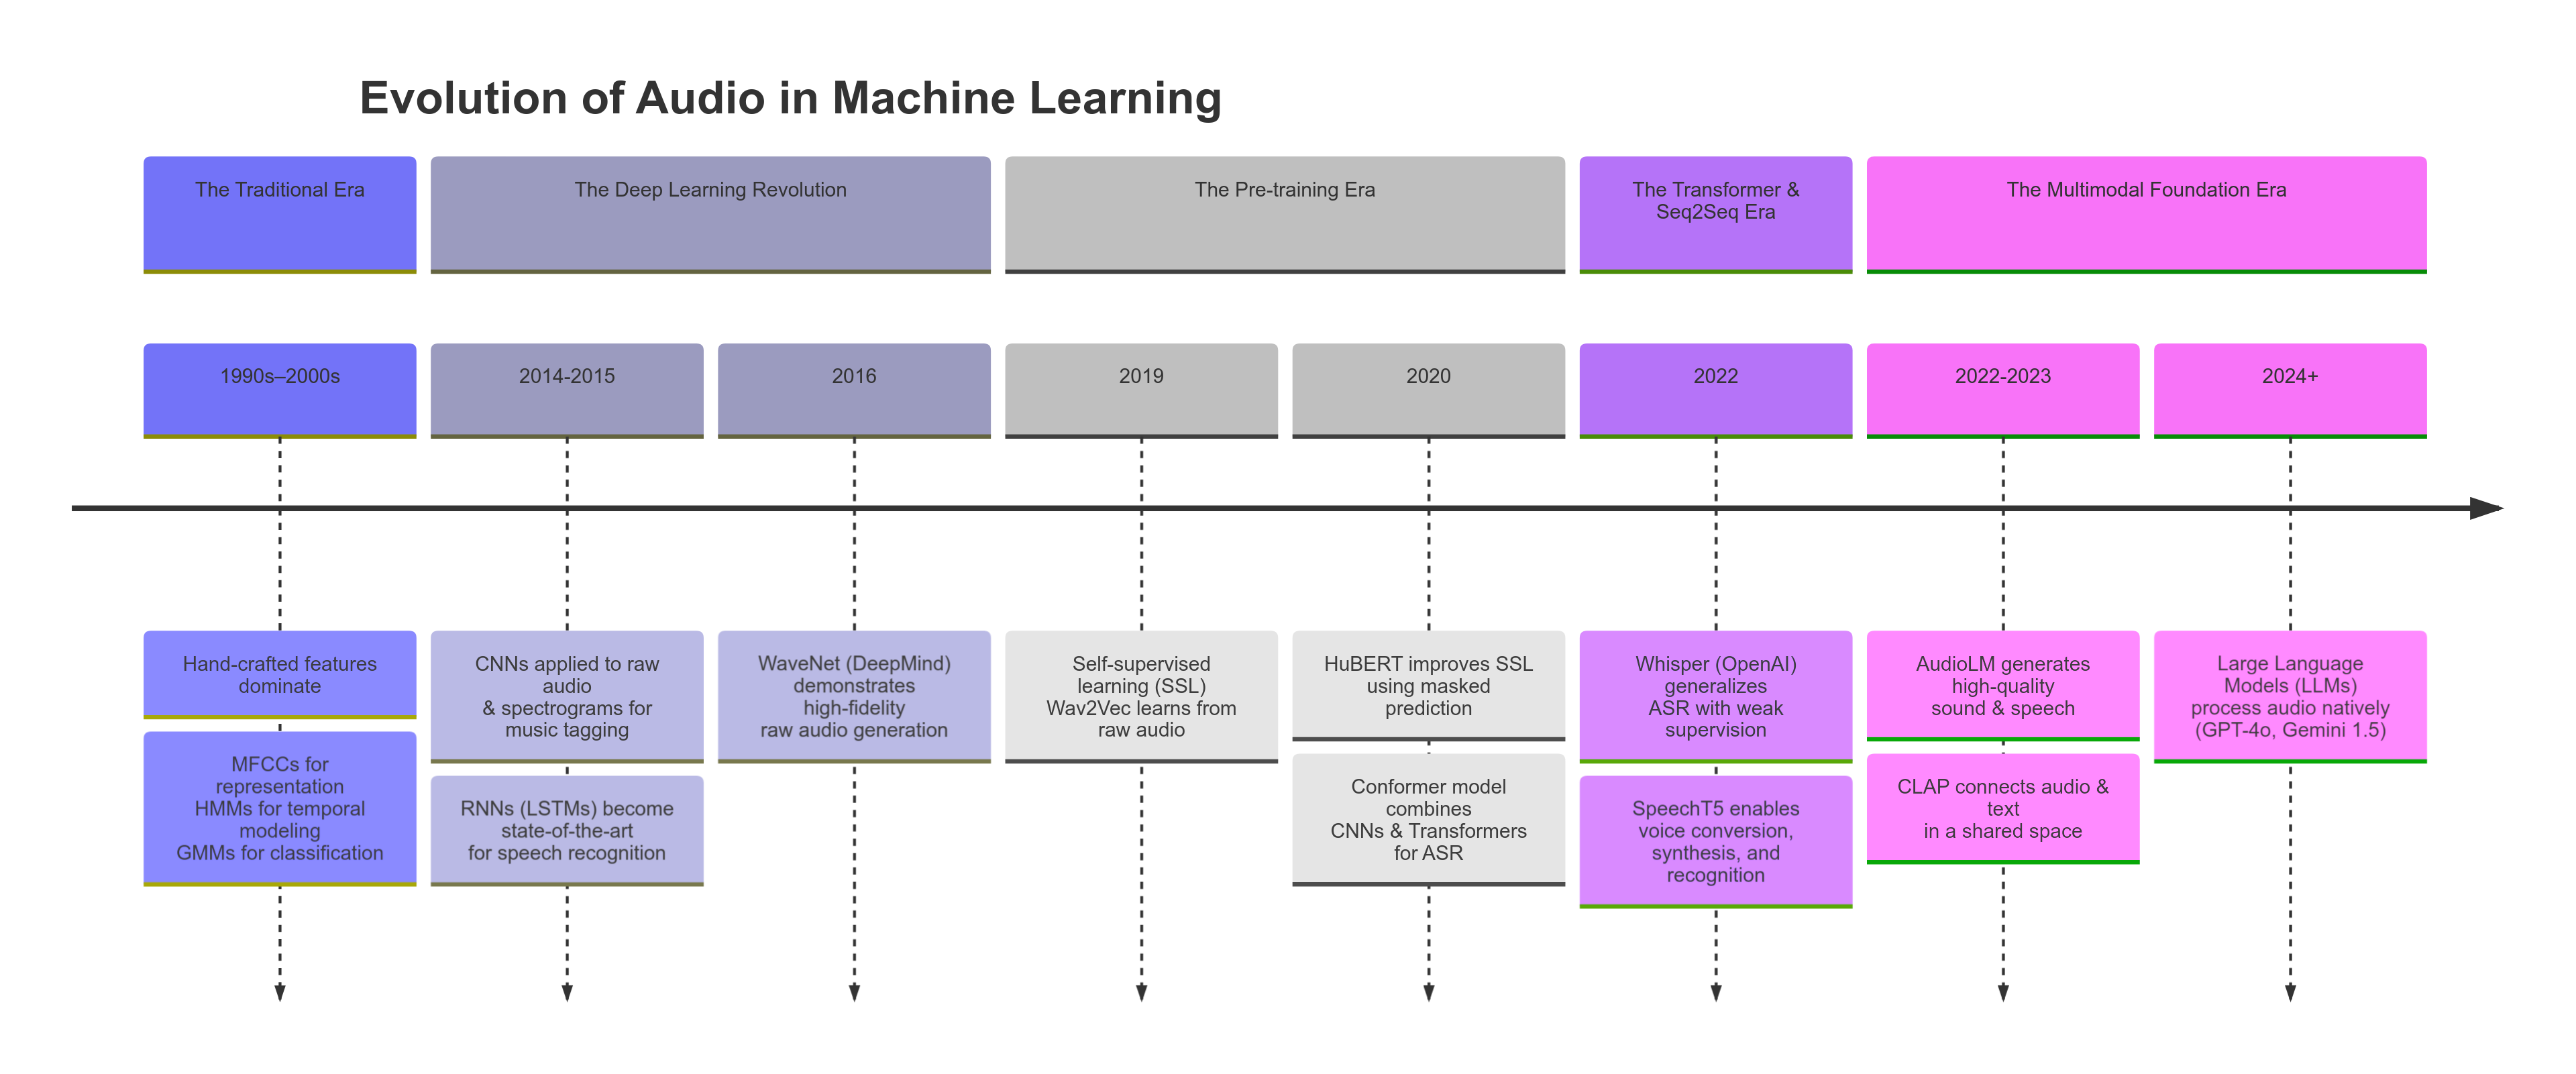 Evolution of Audio in Machine Learning
The Traditional Era
The Deep Learning Revolution
The Pre-training Era
The Transformer &
Seq2Seq Era
The Multimodal Foundation Era
1990s–2000s
2014-2015
2016
2019
2020
2022
2022-2023
2024+
Hand-crafted features
dominate
MFCCs for
representation
HMMs for temporal
modeling
GMMs for classification
CNNs applied to raw
audio
& spectrograms for
music tagging
RNNs (LSTMs) become
state-of-the-art
for speech recognition
WaveNet (DeepMind)
demonstrates
high-fidelity
raw audio generation
Self-supervised
learning (SSL)
Wav2Vec learns from
raw audio
HuBERT improves SSL
using masked
prediction
Conformer model
combines
CNNs & Transformers
for ASR
Whisper (OpenAI)
generalizes
ASR with weak
supervision
SpeechT5 enables
voice conversion,
synthesis, and
recognition
AudioLM generates
high-quality
sound & speech
CLAP connects audio &
text
in a shared space
Large Language
Models (LLMs)
process audio natively
(GPT-4o, Gemini 1.5)